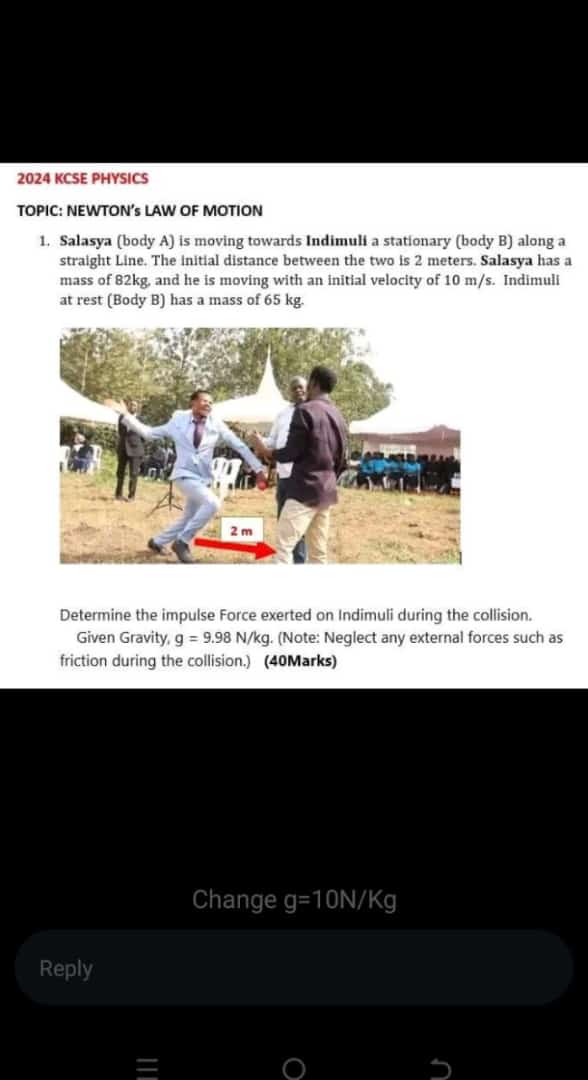 2024 KCSE PHYSICS
TOPIC: NEWTON's LAW OF MOTION
1. Salasya (body A) is moving towards Indimuli a stationary (body B) along a
straight Line. The initial distance between the two is 2 meters. Salasya has a
mass of 82kg, and he is moving with an initial velocity of 10 m/s. Indimuli
at rest (Body B) has a mass of 65 kg.
2 m
Determine the impulse Force exerted on Indimuli during the collision.
Given Gravity, g = 9.98 N/kg. (Note: Neglect any external forces such as
friction during the collision.) (40Marks)
Change g=10N/Kg
Reply